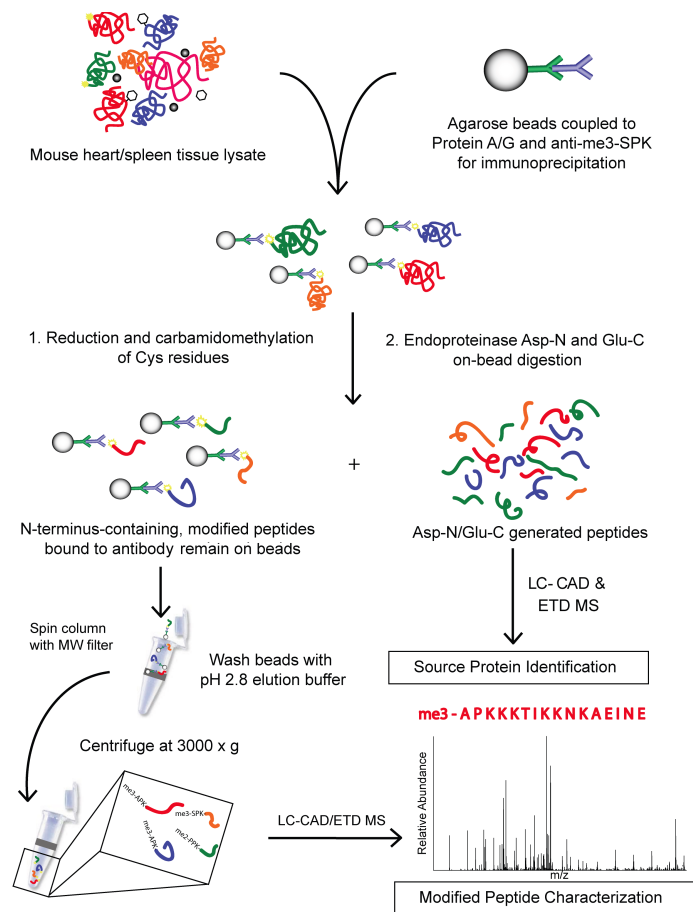 Mouse heart/spleen tissue lysate
Agarose beads coupled to
Protein A/G and anti-me3-SPK
for immunoprecipitation
1. Reduction and carbamidomethylation
of Cys residues
2. Endoproteinase Asp-N and Glu-C
on-bead digestion
+
N-terminus-containing, modified peptides
bound to antibody remain on beads
Asp-N/Glu-C generated peptides
LC- CAD &
ETD MS
Spin column
with MW filter
Wash beads with
pH 2.8 elution buffer
Source Protein Identification
me3 - A P K K K T I K K N K A E I N E
Centrifuge at 3000 x g
me3-APK
me3-SPK
me3-APK
me2-PPK
LC-CAD/ETD MS
Relative Abundance
m/z
Modified Peptide Characterization